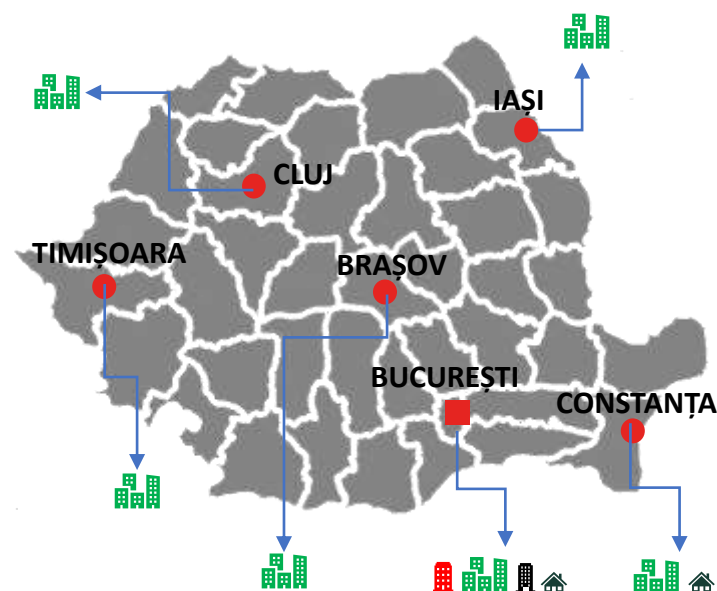 IAȘI
CLUJ
TIMIȘOARA
BRAȘOV
BUCUREȘTI
CONSTANȚA